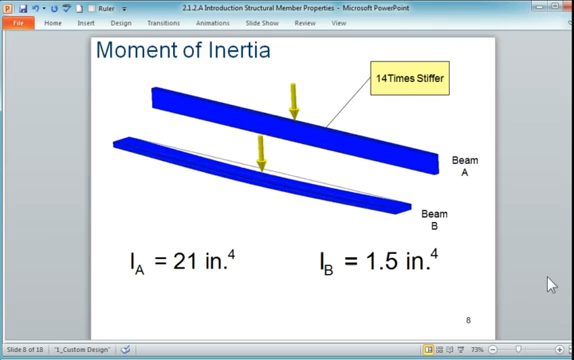 2.1.2.A Introduction Structural Member Properties - Microsoft PowerPoint
Ruler
File Home Insert Design Transitions Animations Slide Show Review View
Moment of Inertia
14Times Stiffer
Beam
A
Beam
B
I_A = 21 in.⁴ I_B = 1.5 in.⁴
8
Slide 8 of 18 "1_Custom Design" 73%